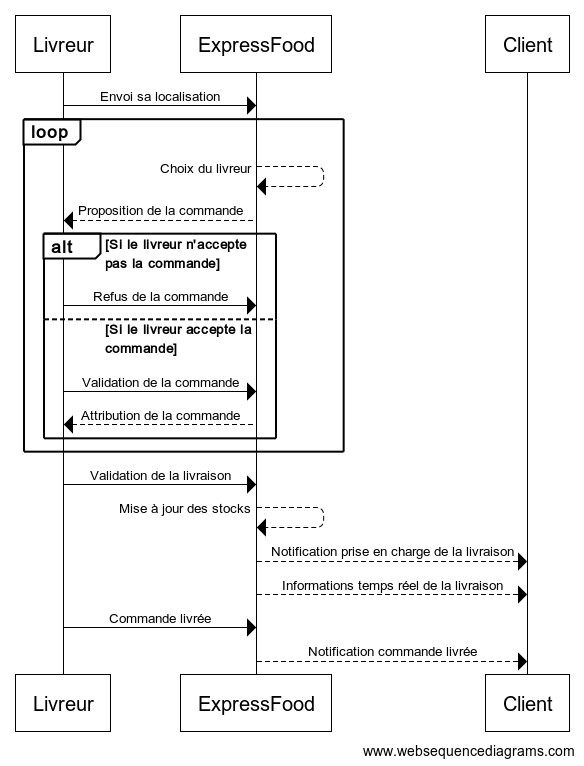 Livreur
ExpressFood
Client
Envoi sa localisation
loop
Choix du livreur
Proposition de la commande
alt
[Si le livreur n'accepte
pas la commande]
Refus de la commande
[Si le livreur accepte la
commande]
Validation de la commande
Attribution de la commande
Validation de la livraison
Mise à jour des stocks
Notification prise en charge de la livraison
Informations temps réel de la livraison
Commande livrée
Notification commande livrée
Livreur
ExpressFood
Client
www.websequencediagrams.com